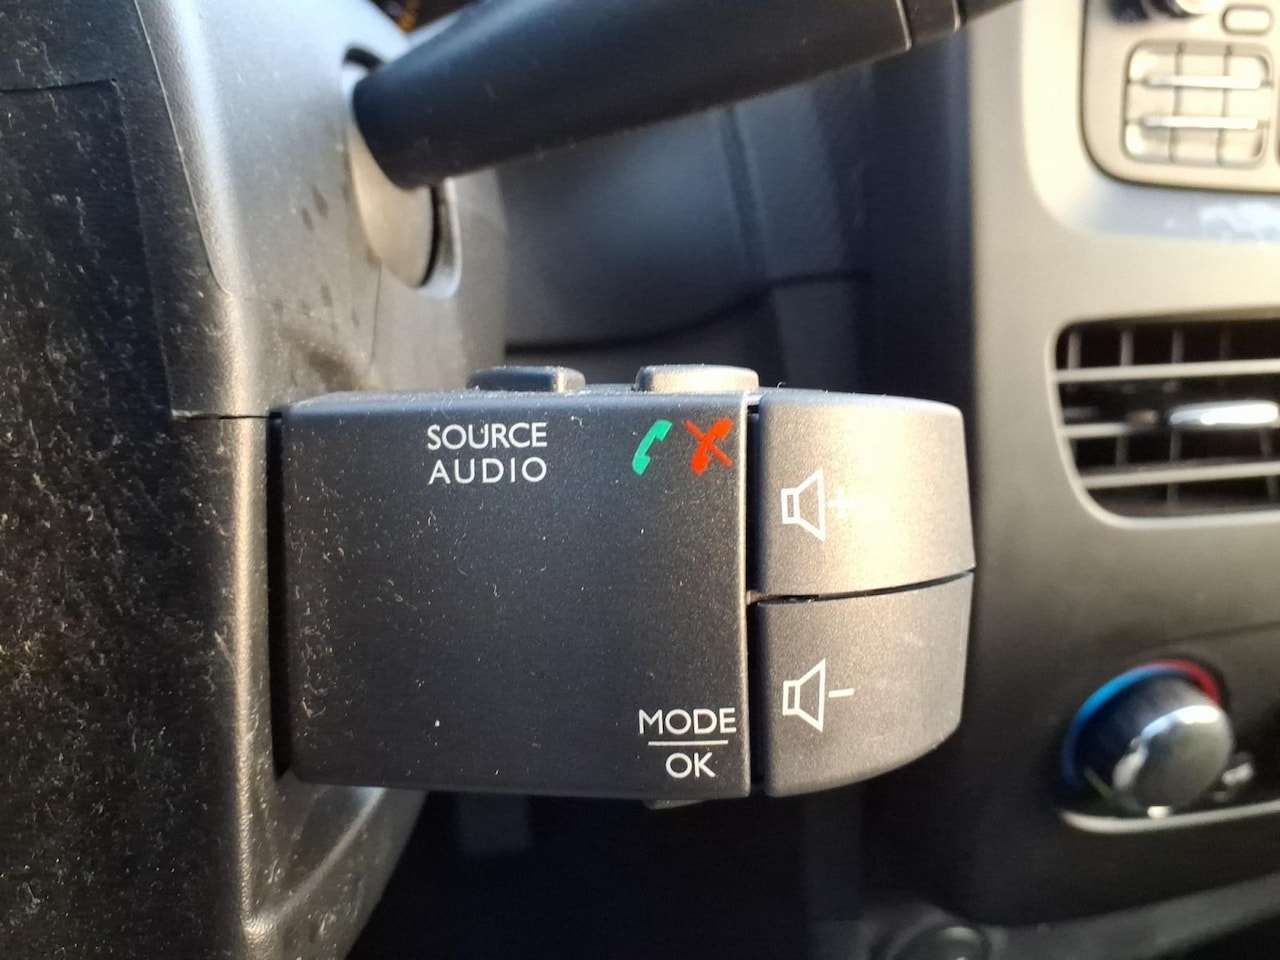 SOURCE
AUDIO
+
-
MODE
OK